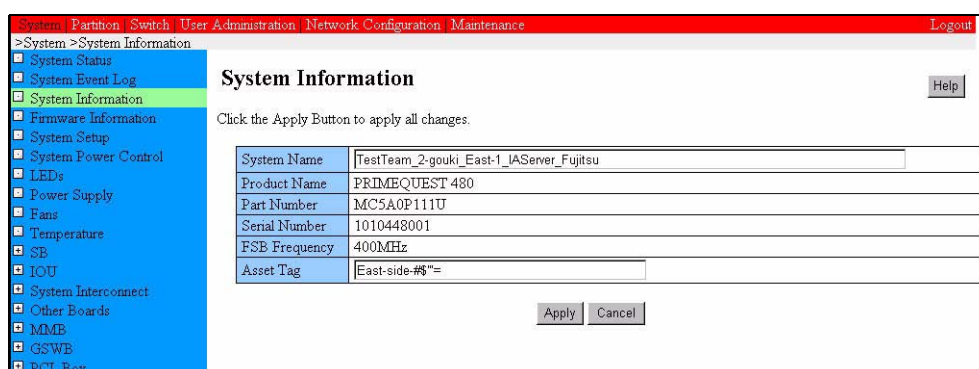 System | Partition | Switch | User Administration | Network Configuration | Maintenance Logout
>System >System Information
System Status
System Event Log
System Information
Firmware Information
System Setup
System Power Control
LEDs
Power Supply
Fans
Temperature
SB
IOU
System Interconnect
Other Boards
MMB
GSWB
PCI_Box
System Information
Help
Click the Apply Button to apply all changes.
System Name TestTeam_2-gouki_East-1_IAServer_Fujitsu
Product Name PRIMEQUEST 480
Part Number MC5A0P111U
Serial Number 1010448001
FSB Frequency 400MHz
Asset Tag East-side-#$"'=
Apply Cancel